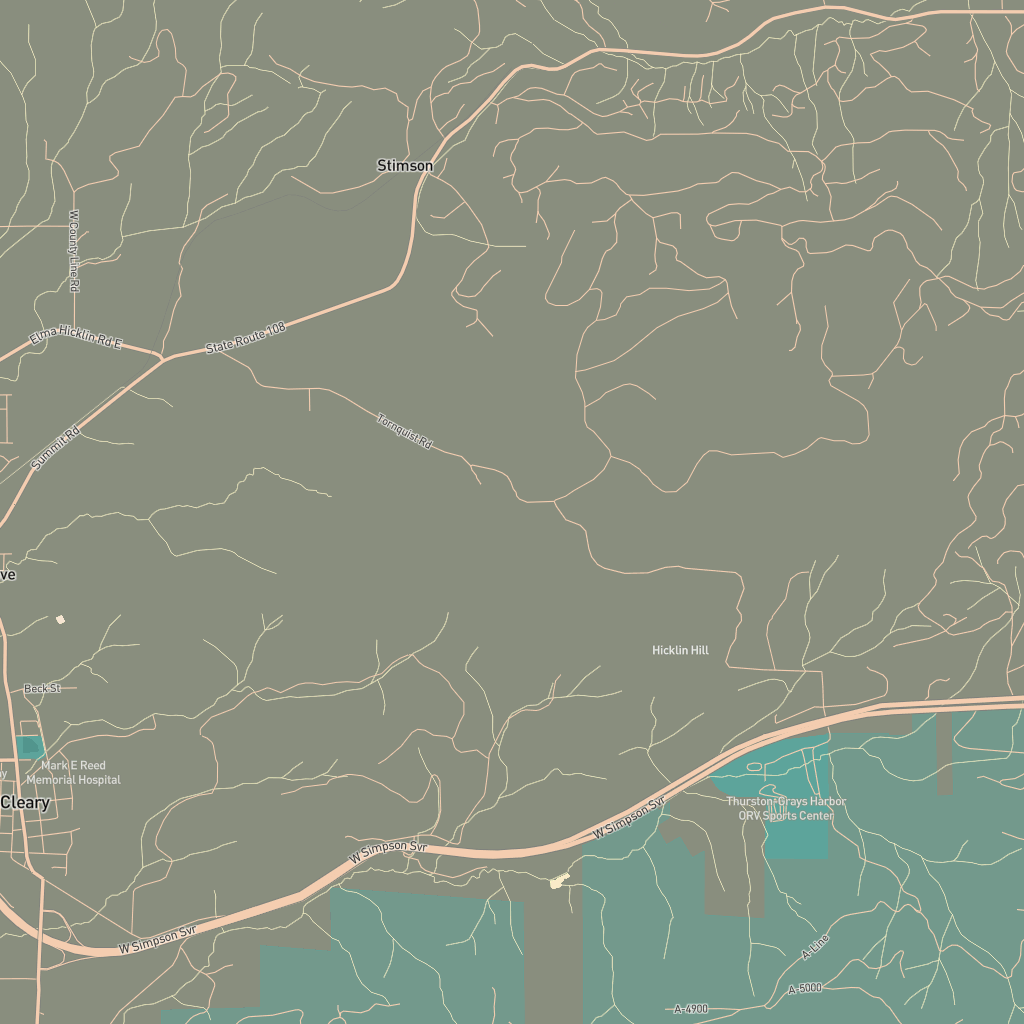 Stimson
W County Line Rd
Elma Hicklin Rd E
State Route 108
Tornquist Rd
Summit Rd
ve
Hicklin Hill
Beck St
Mark E Reed
Memorial Hospital
Cleary
Thurston-Grays Harbor
ORV Sports Center
W Simpson Svr
W Simpson Svr
W Simpson Svr
A-Line
A-5000
A-4900